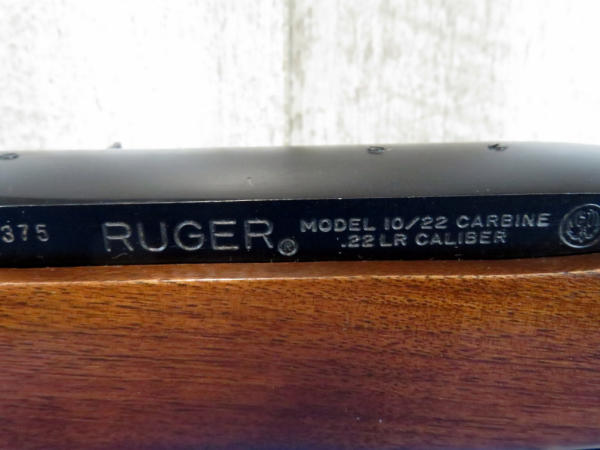 375 RUGER® MODEL 10/22 CARBINE
.22 LR CALIBER